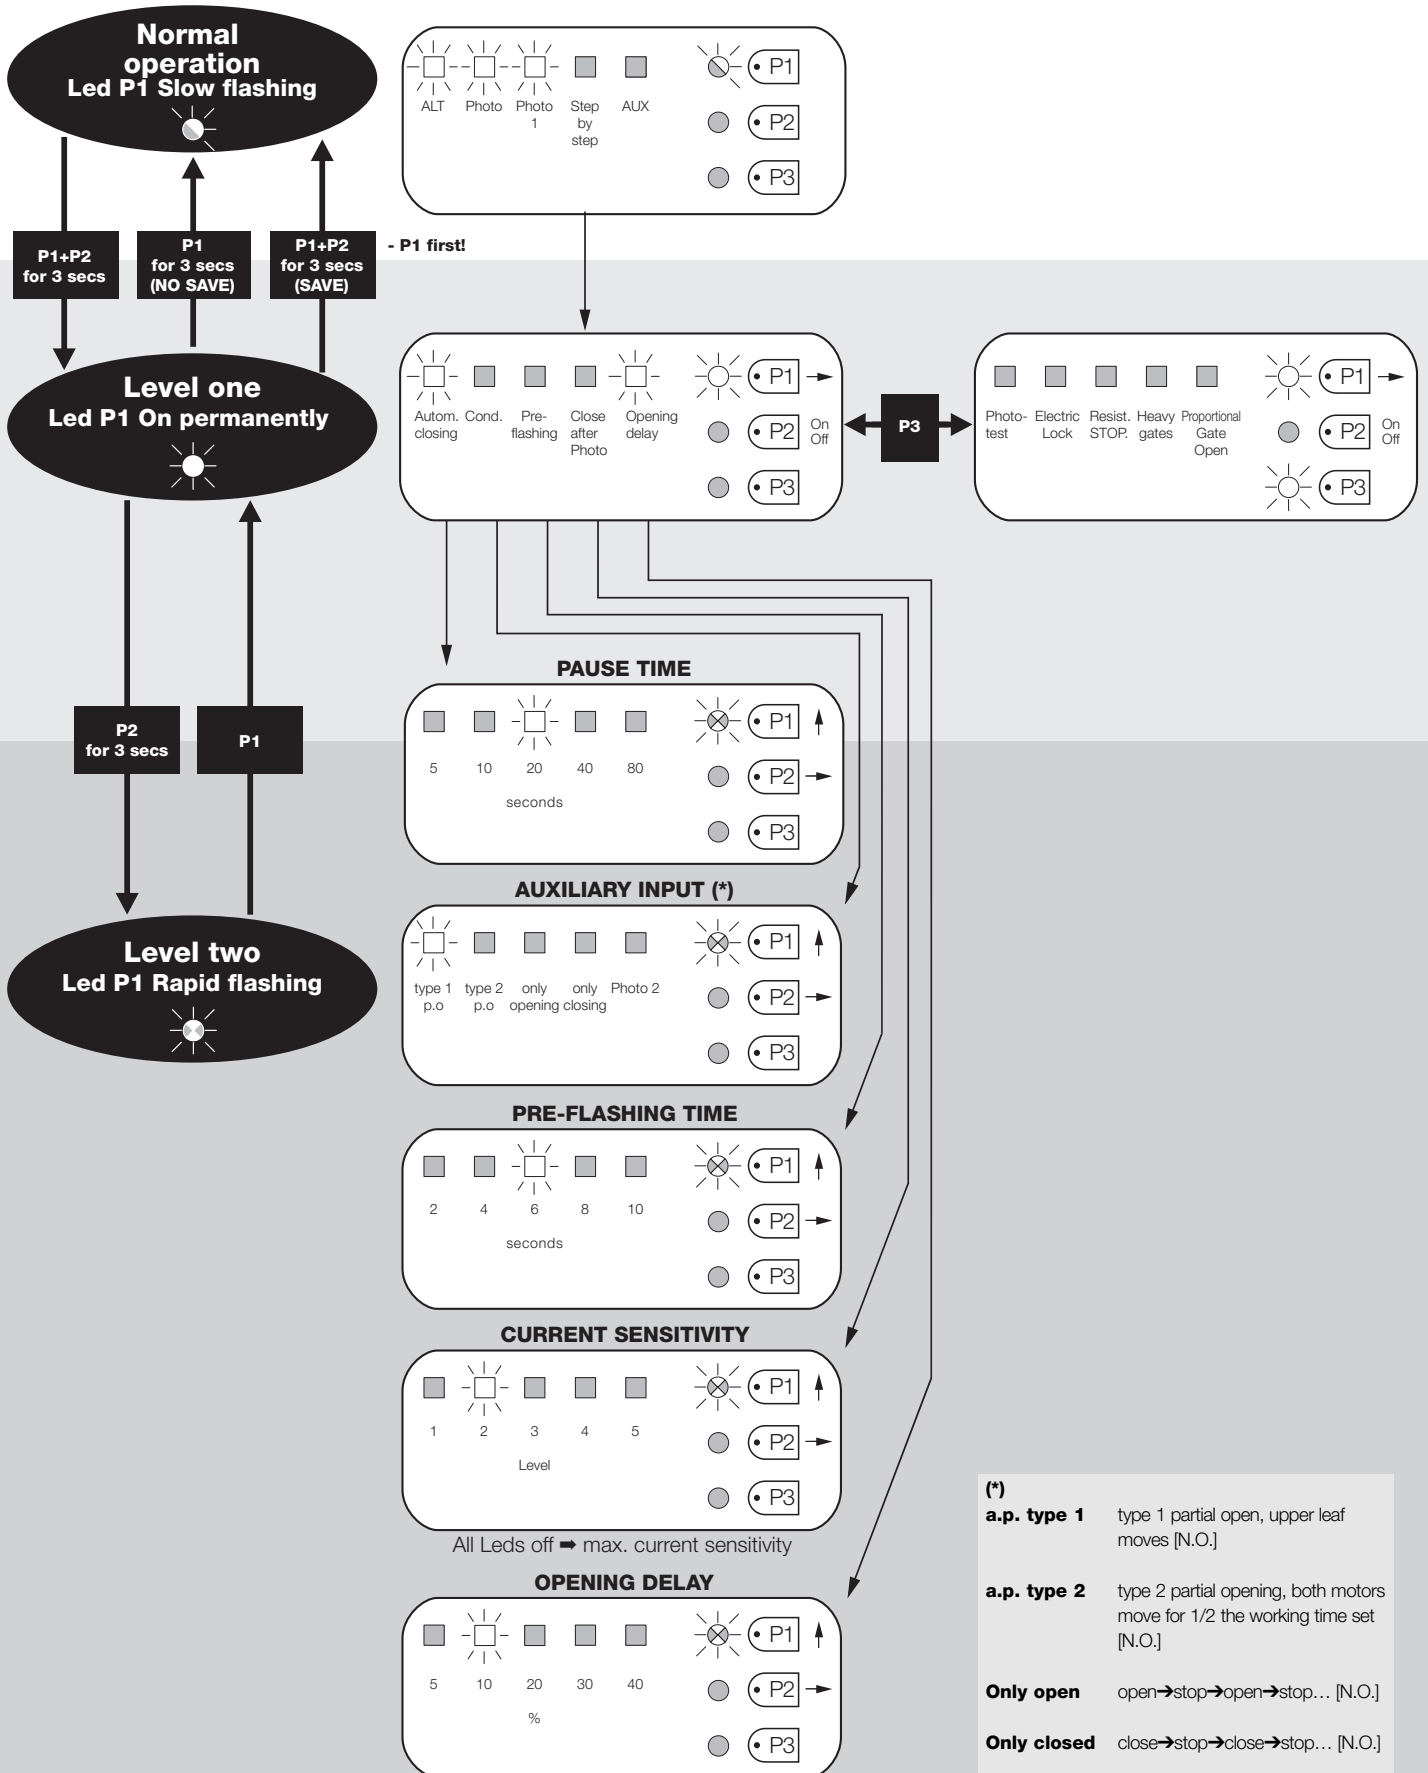 Normal
operation
Led P1 Slow flashing
ALT Photo Photo 1 Step by step AUX
P1
P2
P3
P1+P2
for 3 secs
P1
for 3 secs
(NO SAVE)
P1+P2
for 3 secs
(SAVE)
- P1 first!
Level one
Led P1 On permanently
Autom. closing Cond. Pre-flashing Close after Photo Opening delay
P1
P2 On Off
P3
P3
Photo-test Electric Lock Resist. STOP. Heavy gates Proportional Gate Open
P1
P2 On Off
P3
P2
for 3 secs
P1
Level two
Led P1 Rapid flashing
PAUSE TIME
5 10 20 40 80
seconds
P1
P2
P3
AUXILIARY INPUT (*)
type 1 p.o type 2 p.o only opening only closing Photo 2
P1
P2
P3
PRE-FLASHING TIME
2 4 6 8 10
seconds
P1
P2
P3
CURRENT SENSITIVITY
1 2 3 4 5
Level
P1
P2
P3
All Leds off ➡ max. current sensitivity
OPENING DELAY
5 10 20 30 40
%
P1
P2
P3
(*)
a.p. type 1 type 1 partial open, upper leaf
moves [N.O.]
a.p. type 2 type 2 partial opening, both motors
move for 1/2 the working time set
[N.O.]
Only open open➔stop➔open➔stop… [N.O.]
Only closed close➔stop➔close➔stop… [N.O.]